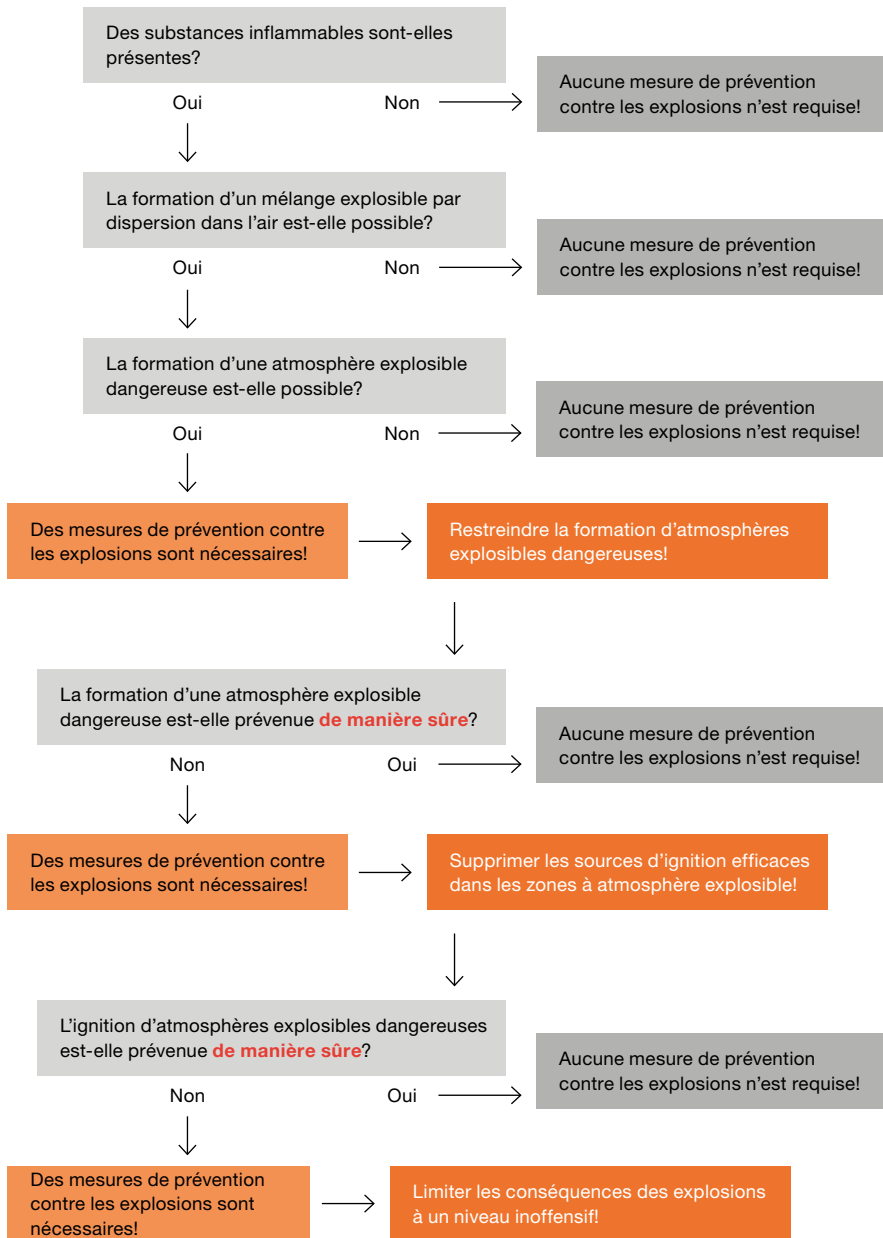 Des substances inflammables sont-elles
présentes?
Oui
Non
Aucune mesure de prévention
contre les explosions n'est requise!
La formation d'un mélange explosible par
dispersion dans l'air est-elle possible?
Oui
Non
Aucune mesure de prévention
contre les explosions n'est requise!
La formation d'une atmosphère explosible
dangereuse est-elle possible?
Oui
Non
Aucune mesure de prévention
contre les explosions n'est requise!
Des mesures de prévention contre
les explosions sont nécessaires!
Restreindre la formation d'atmosphères
explosibles dangereuses!
La formation d'une atmosphère explosible
dangereuse est-elle prévenue de manière sûre?
Non
Oui
Aucune mesure de prévention
contre les explosions n'est requise!
Des mesures de prévention contre
les explosions sont nécessaires!
Supprimer les sources d'ignition efficaces
dans les zones à atmosphère explosible!
L'ignition d'atmosphères explosibles dangereuses
est-elle prévenue de manière sûre?
Non
Oui
Aucune mesure de prévention
contre les explosions n'est requise!
Des mesures de prévention
contre les explosions sont
nécessaires!
Limiter les conséquences des explosions
à un niveau inoffensif!